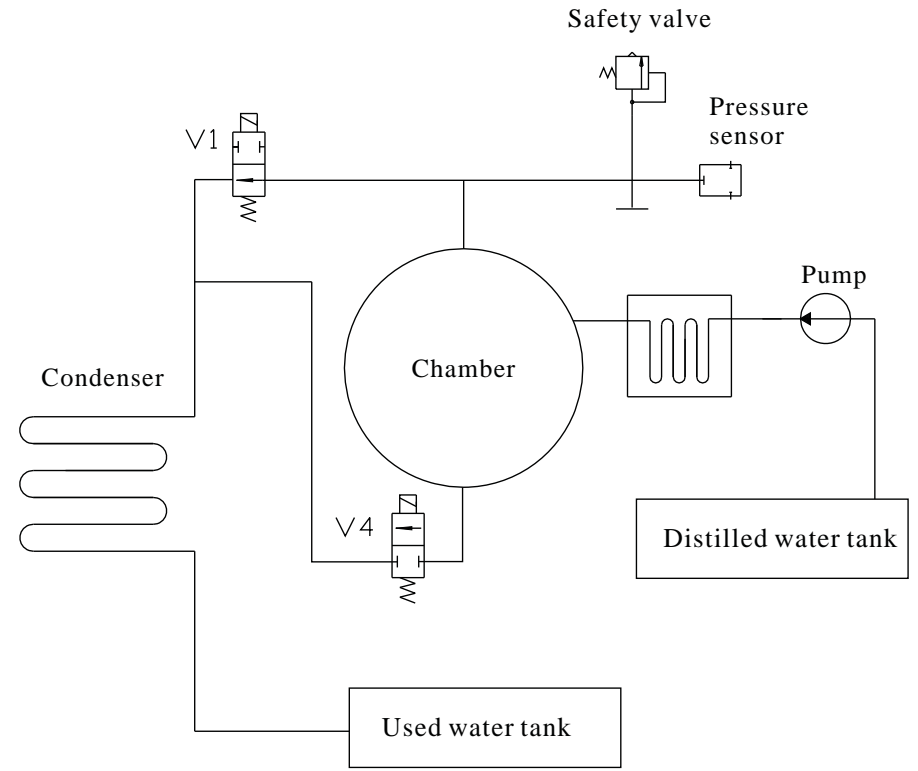 Safety valve
Pressure
sensor
V1
Pump
Chamber
Condenser
V4
Distilled water tank
Used water tank